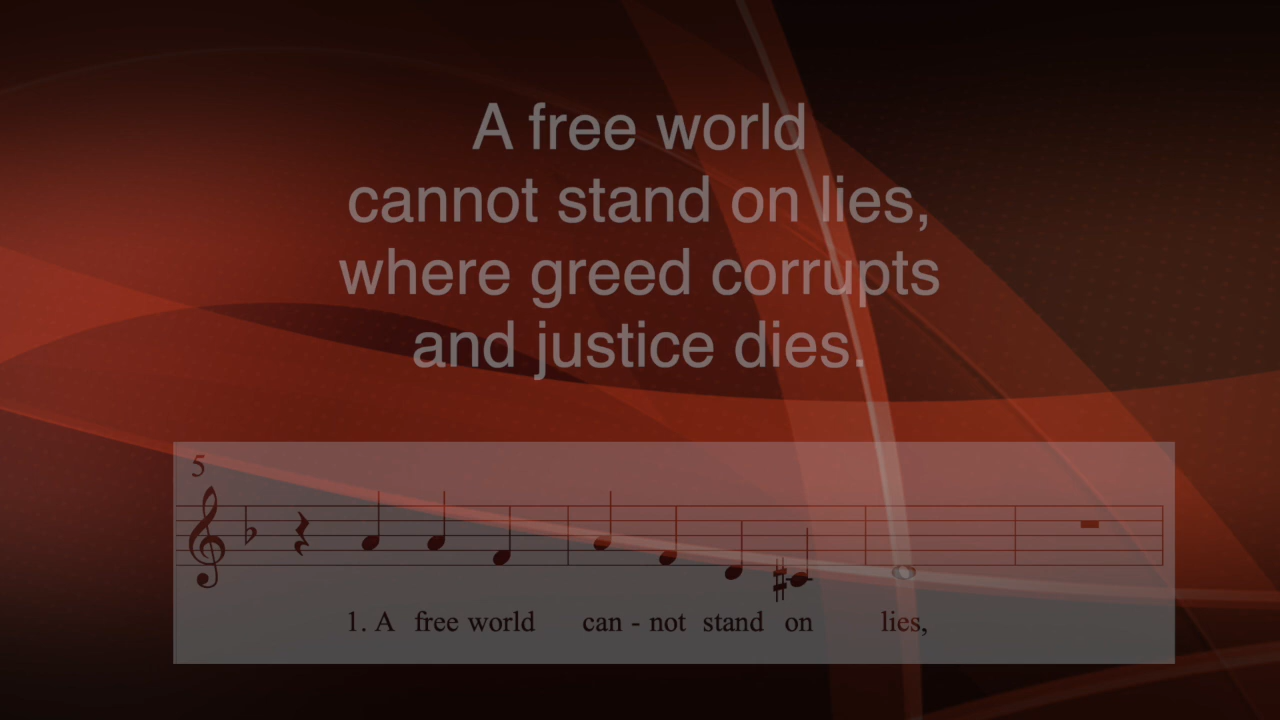 A free world
cannot stand on lies,
where greed corrupts
and justice dies.
5
1. A free world can - not stand on lies,